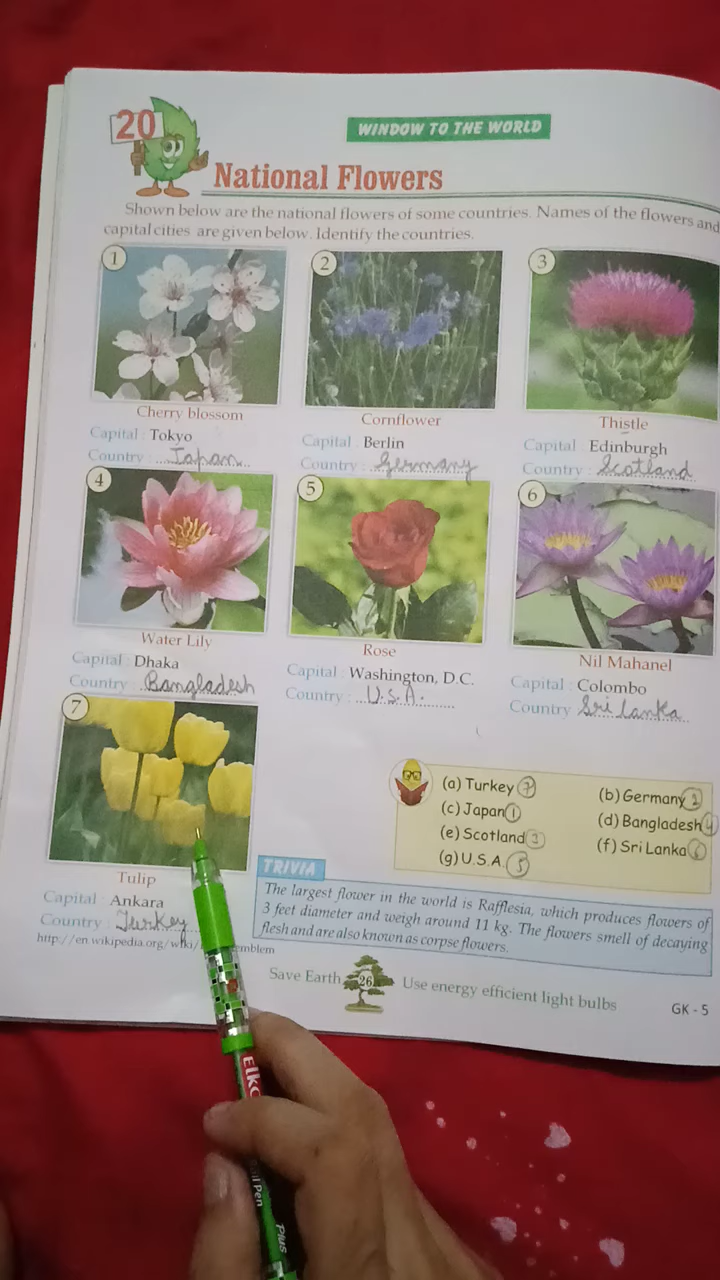 20
WINDOW TO THE WORLD
National Flowers
Shown below are the national flowers of some countries. Names of the flowers and
capital cities are given below. Identify the countries.
1
2
3
Cherry blossom
Cornflower
Thistle
Capital : Tokyo
Capital : Berlin
Capital : Edinburgh
Country : Japan
Country : Germany
Country : Scotland
4
5
6
Water Lily
Rose
Nil Mahanel
Capital : Dhaka
Capital : Washington, D.C.
Capital : Colombo
Country : Bangladesh
Country : U.S.A.
Country Sri Lanka
7
Tulip
Capital : Ankara
Country : Turkey
http://en.wikipedia.org/wiki/ emblem
(a) Turkey 7
(b) Germany 2
(c) Japan 1
(d) Bangladesh 4
(e) Scotland 3
(f) Sri Lanka 6
(g) U.S.A. 5
TRIVIA
The largest flower in the world is Rafflesia, which produces flowers of
3 feet diameter and weigh around 11 kg. The flowers smell of decaying
flesh and are also known as corpse flowers.
Save Earth 26 Use energy efficient light bulbs
GK - 5
Elko
Pen
Plus